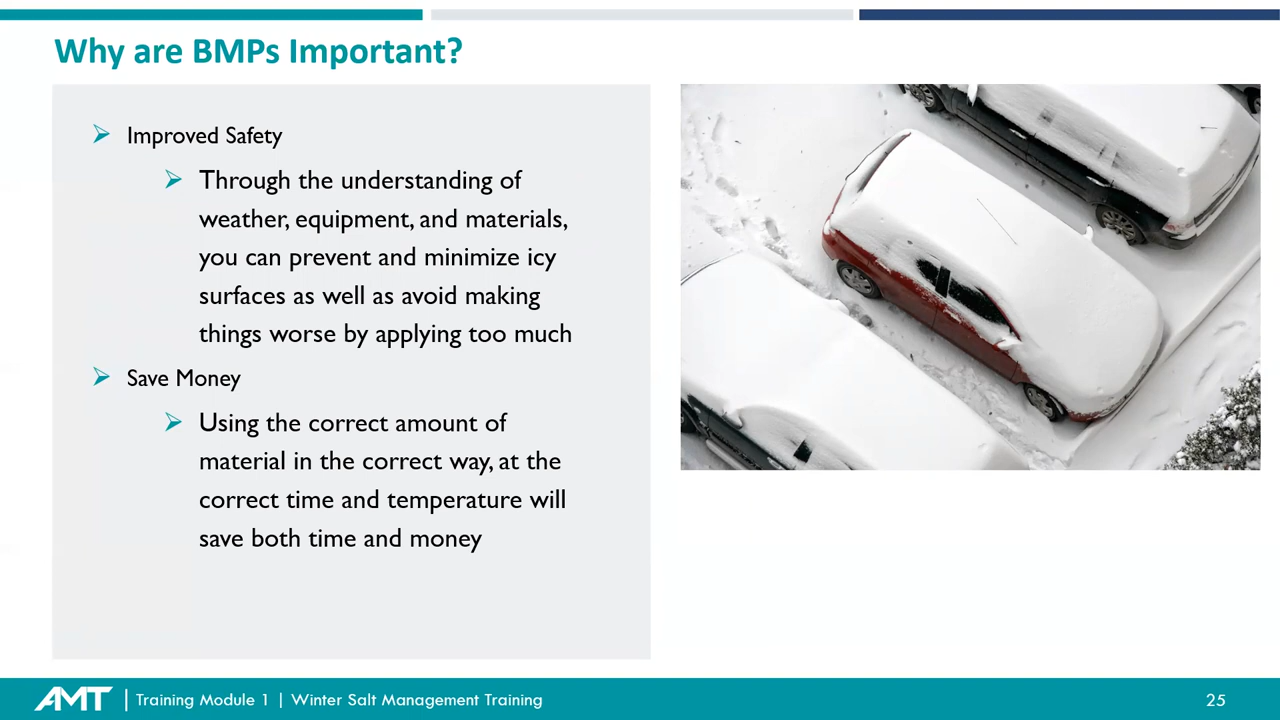 Why are BMPs Important?
Improved Safety
Through the understanding of
weather, equipment, and materials,
you can prevent and minimize icy
surfaces as well as avoid making
things worse by applying too much
Save Money
Using the correct amount of
material in the correct way, at the
correct time and temperature will
save both time and money
AMT | Training Module 1 | Winter Salt Management Training
25